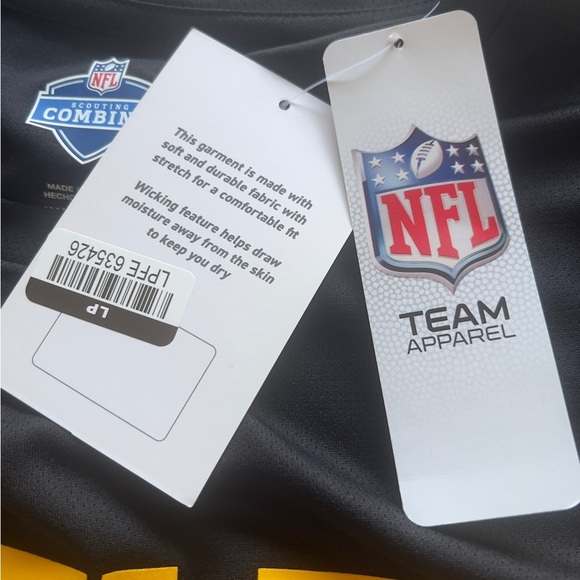 NFL
SCOUTING
COMBIN
MADE
HECHO
This garment is made with
soft and durable fabric with
stretch for a comfortable fit
Wicking feature helps draw
moisture away from the skin
to keep you dry
LPFE 635426
LP
NFL
TEAM
APPAREL